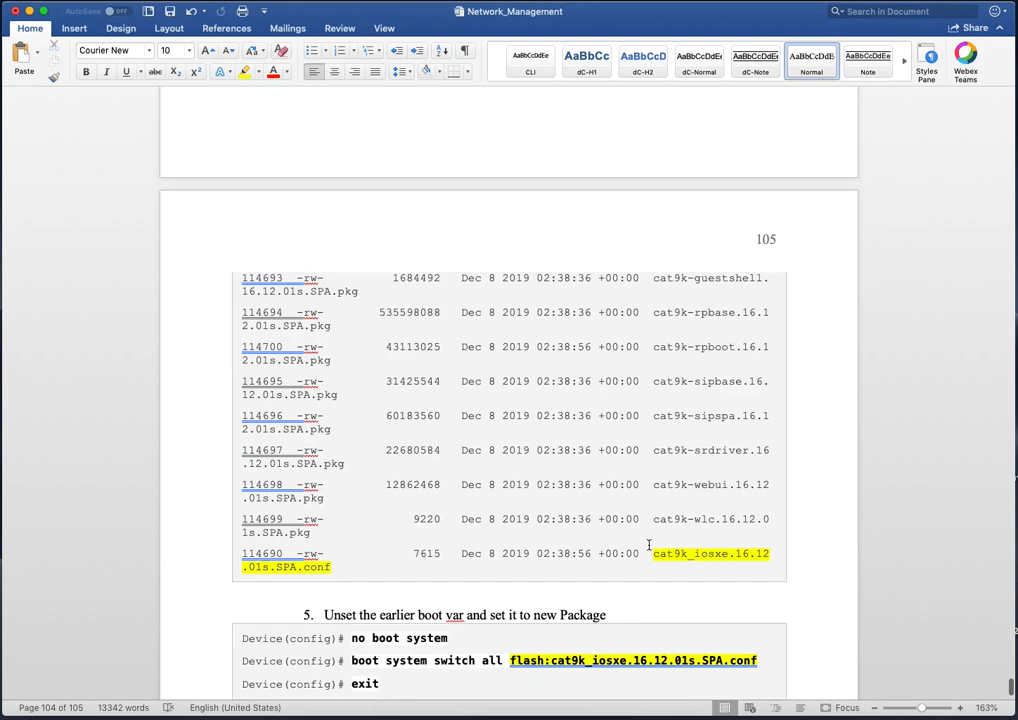 AutoSave OFF Network_Management Search in Document
Home Insert Design Layout References Mailings Review View Share
Paste Courier New 10 A A Aa
B I U abc X2 X2 A A
AaBbCcDdEe AaBbCc AaBbCcD AaBbCcDdEe AaBbCcDdEe AaBbCcDdE AaBbCcDdEe
CLI dC-H1 dC-H2 dC-Normal dC-Note Normal Note
Styles Pane
Webex Teams
105
114693 -rw- 1684492 Dec 8 2019 02:38:36 +00:00 cat9k-guestshell.
16.12.01s.SPA.pkg
114694 -rw- 535598088 Dec 8 2019 02:38:36 +00:00 cat9k-rpbase.16.1
2.01s.SPA.pkg
114700 -rw- 43113025 Dec 8 2019 02:38:56 +00:00 cat9k-rpboot.16.1
2.01s.SPA.pkg
114695 -rw- 31425544 Dec 8 2019 02:38:36 +00:00 cat9k-sipbase.16.
12.01s.SPA.pkg
114696 -rw- 60183560 Dec 8 2019 02:38:36 +00:00 cat9k-sipspa.16.1
2.01s.SPA.pkg
114697 -rw- 22680584 Dec 8 2019 02:38:36 +00:00 cat9k-srdriver.16
.12.01s.SPA.pkg
114698 -rw- 12862468 Dec 8 2019 02:38:36 +00:00 cat9k-webui.16.12
.01s.SPA.pkg
114699 -rw- 9220 Dec 8 2019 02:38:36 +00:00 cat9k-wlc.16.12.0
1s.SPA.pkg
114690 -rw- 7615 Dec 8 2019 02:38:56 +00:00 cat9k_iosxe.16.12
.01s.SPA.conf
5. Unset the earlier boot var and set it to new Package
Device(config)# no boot system
Device(config)# boot system switch all flash:cat9k_iosxe.16.12.01s.SPA.conf
Device(config)# exit
Page 104 of 105 13342 words English (United States) Focus 163%